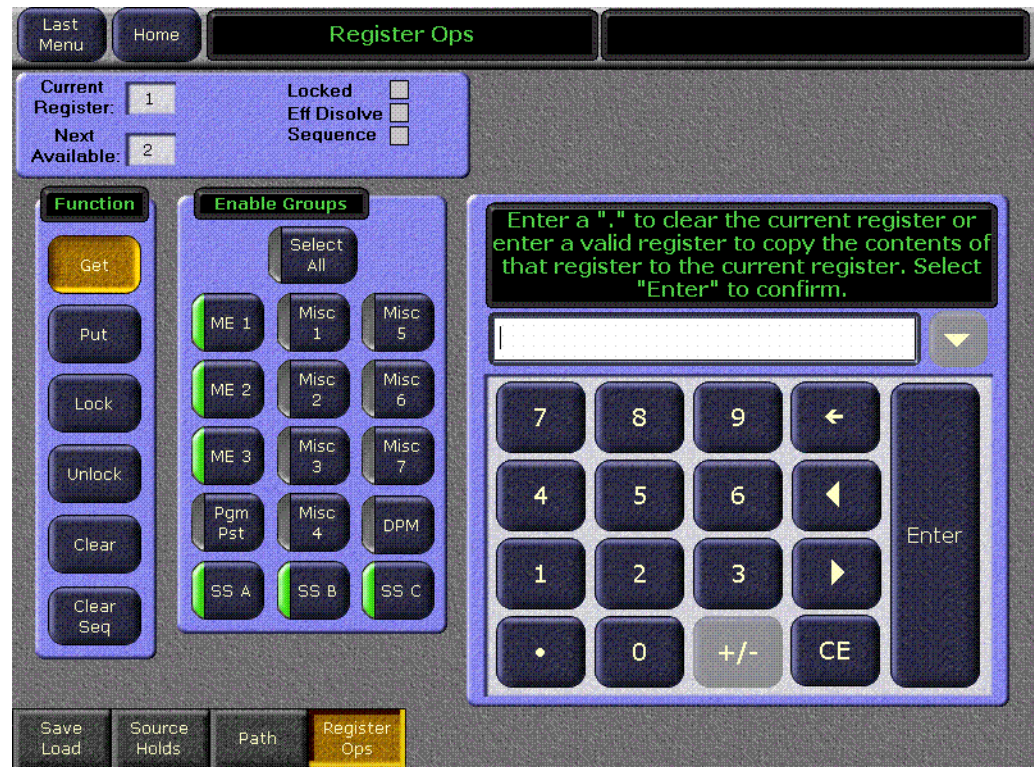 Last
Menu
Home
Register Ops
Current
Register:
1
Locked
Eff Disolve
Next
Available:
2
Sequence
Function
Get
Put
Lock
Unlock
Clear
Clear
Seq
Enable Groups
Select
All
ME 1
Misc
1
Misc
5
ME 2
Misc
2
Misc
6
ME 3
Misc
3
Misc
7
Pgm
Pst
Misc
4
DPM
SS A
SS B
SS C
Enter a "." to clear the current register or
enter a valid register to copy the contents of
that register to the current register. Select
"Enter" to confirm.
7
8
9
4
5
6
1
2
3
•
0
+/-
CE
Enter
Save
Load
Source
Holds
Path
Register
Ops